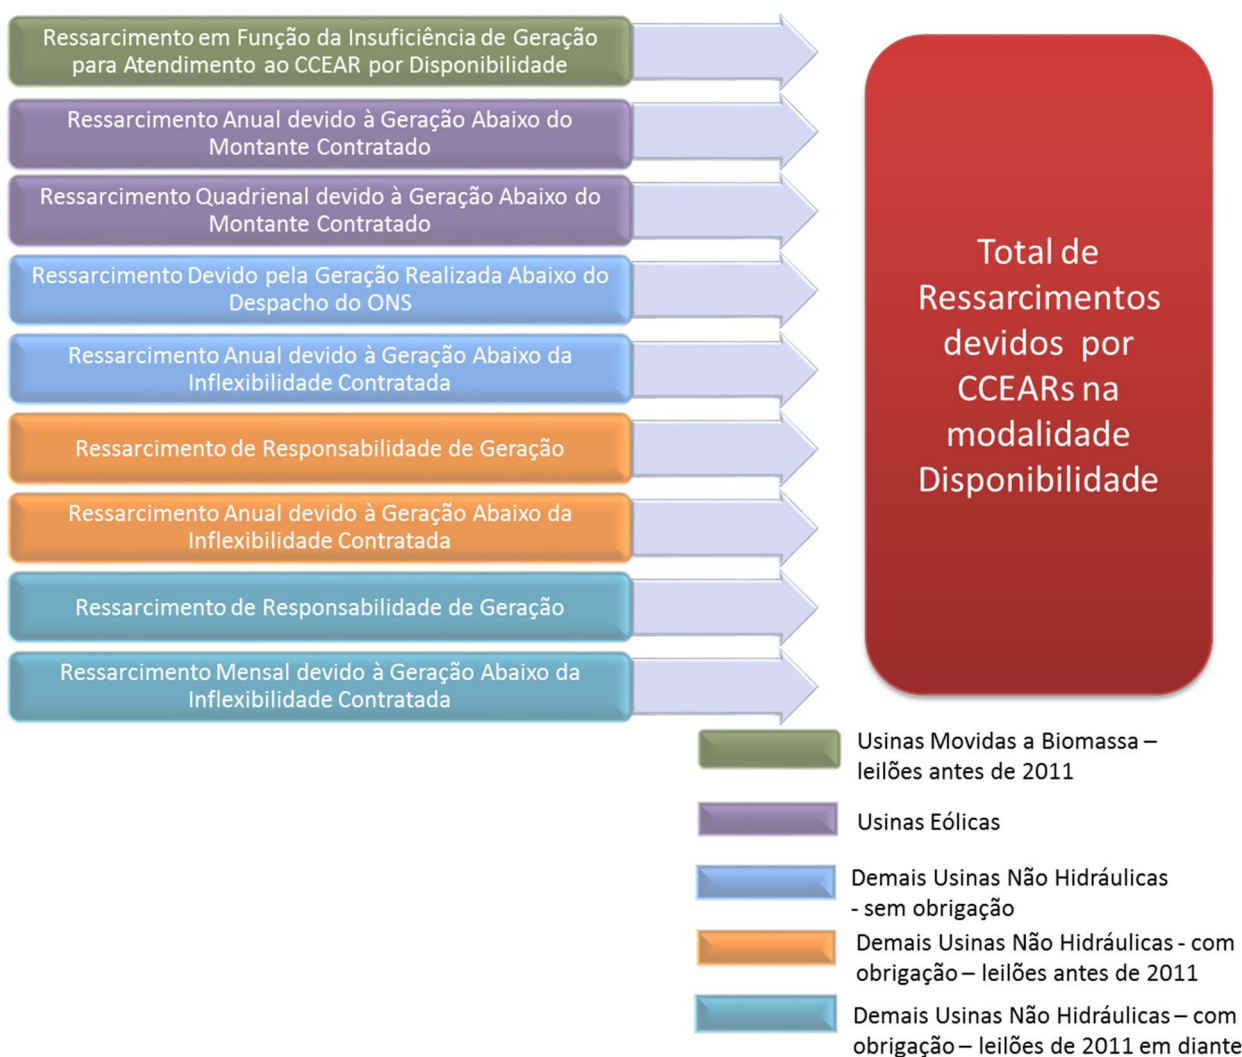 Ressarcimento em Função da Insuficiência de Geração
para Atendimento ao CCEAR por Disponibilidade
Ressarcimento Anual devido à Geração Abaixo do
Montante Contratado
Ressarcimento Quadrienal devido à Geração Abaixo do
Montante Contratado
Ressarcimento Devido pela Geração Realizada Abaixo do
Despacho do ONS
Ressarcimento Anual devido à Geração Abaixo da
Inflexibilidade Contratada
Ressarcimento de Responsabilidade de Geração
Ressarcimento Anual devido à Geração Abaixo da
Inflexibilidade Contratada
Ressarcimento de Responsabilidade de Geração
Ressarcimento Mensal devido à Geração Abaixo da
Inflexibilidade Contratada
Total de
Ressarcimentos
devidos por
CCEARs na
modalidade
Disponibilidade
Usinas Movidas a Biomassa –
leilões antes de 2011
Usinas Eólicas
Demais Usinas Não Hidráulicas
- sem obrigação
Demais Usinas Não Hidráulicas - com
obrigação – leilões antes de 2011
Demais Usinas Não Hidráulicas – com
obrigação – leilões de 2011 em diante